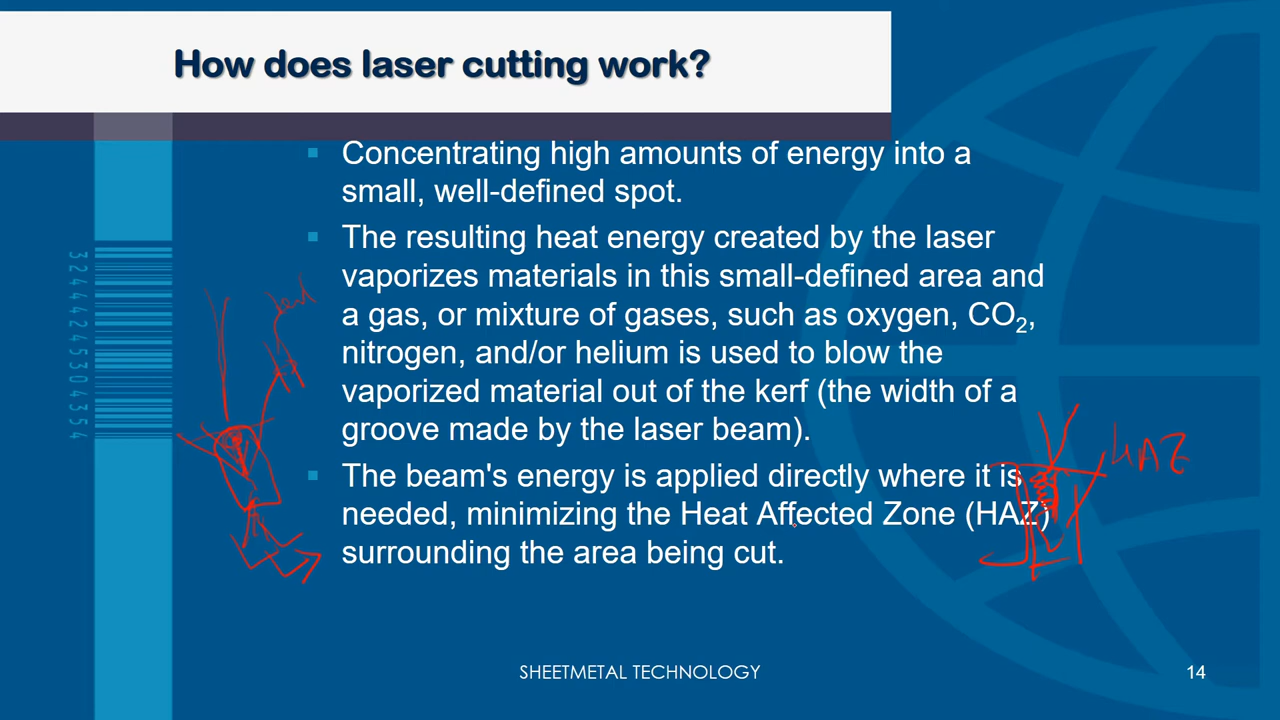 How does laser cutting work?
Concentrating high amounts of energy into a
small, well-defined spot.
The resulting heat energy created by the laser
vaporizes materials in this small-defined area and
a gas, or mixture of gases, such as oxygen, CO₂,
nitrogen, and/or helium is used to blow the
vaporized material out of the kerf (the width of a
groove made by the laser beam).
The beam's energy is applied directly where it is
needed, minimizing the Heat Affected Zone (HAZ)
surrounding the area being cut.
HAZ
32444245304354
SHEETMETAL TECHNOLOGY
14